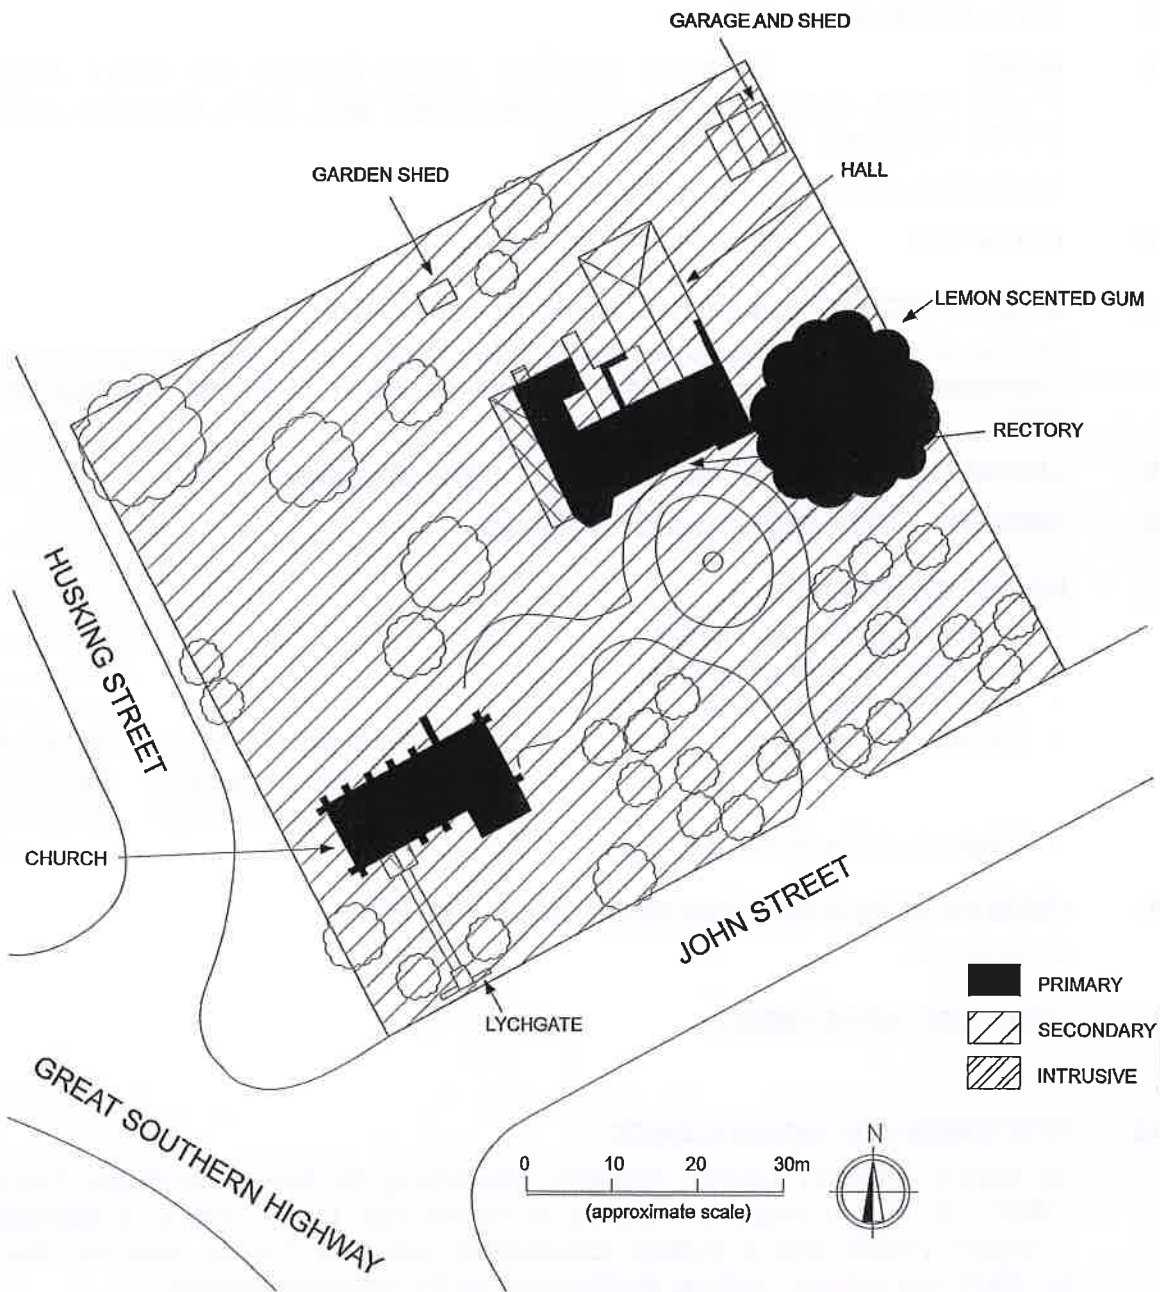 GARAGE AND SHED
GARDEN SHED
HALL
LEMON SCENTED GUM
RECTORY
HUSKING STREET
CHURCH
JOHN STREET
LYCHGATE
PRIMARY
SECONDARY
INTRUSIVE
GREAT SOUTHERN HIGHWAY
0 10 20 30m
(approximate scale)
N